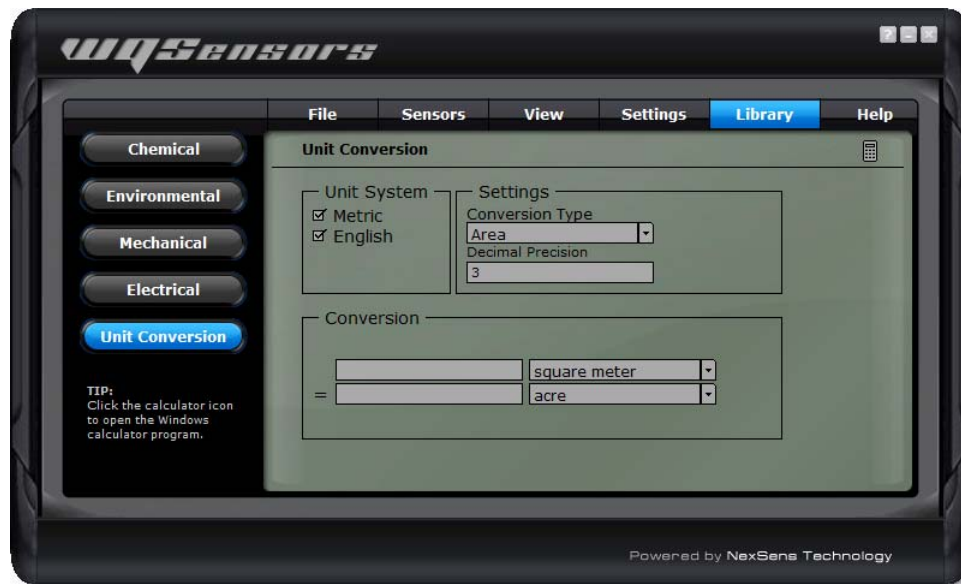 WQSensors
File Sensors View Settings Library Help
Chemical
Environmental
Mechanical
Electrical
Unit Conversion
TIP:
Click the calculator icon
to open the Windows
calculator program.
Unit Conversion
Unit System
Metric
English
Settings
Conversion Type
Area
Decimal Precision
3
Conversion
square meter
= acre
Powered by NexSens Technology